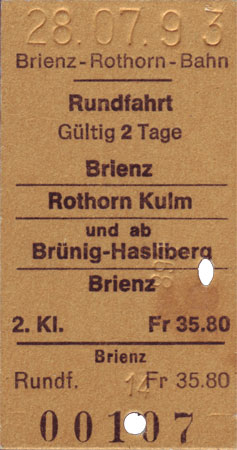 28.07.93
Brienz-Rothorn-Bahn
Rundfahrt
Gültig 2 Tage
Brienz
Rothorn Kulm
und ab
Brünig-Hasliberg
Brienz
2. Kl. Fr 35.80
Brienz
Rundf. Fr 35.80
00107